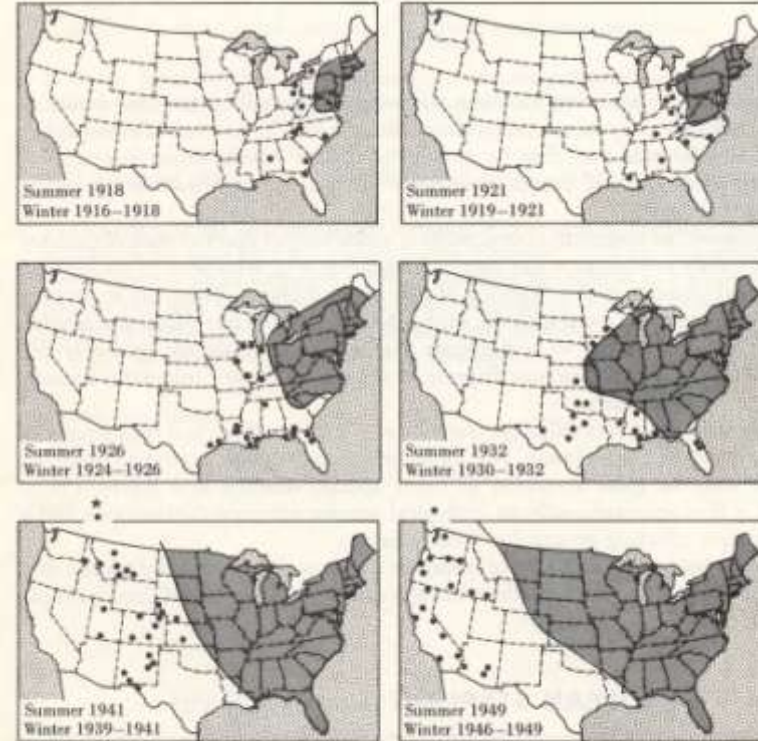 Summer 1918
Winter 1916–1918
Summer 1921
Winter 1919–1921
Summer 1926
Winter 1924–1926
Summer 1932
Winter 1930–1932
Summer 1941
Winter 1939–1941
Summer 1949
Winter 1946–1949